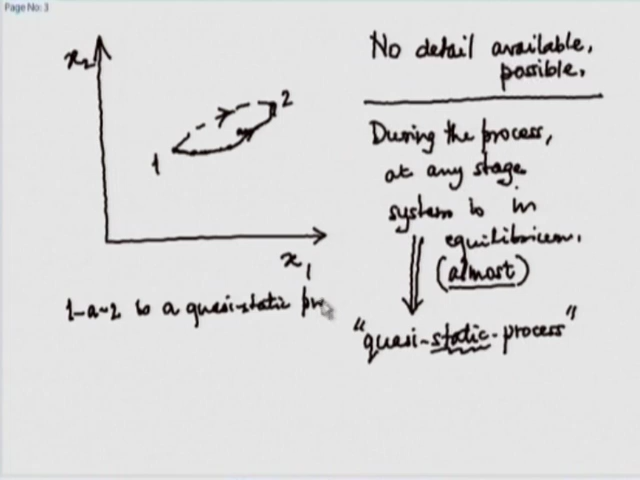 Page No: 3
x2
1
2
x1
1-a-2 is a quasi-static pr
No detail available,
possible.
During the process,
at any stage
system is in
equilibrium.
(almost)
"quasi-static-process"